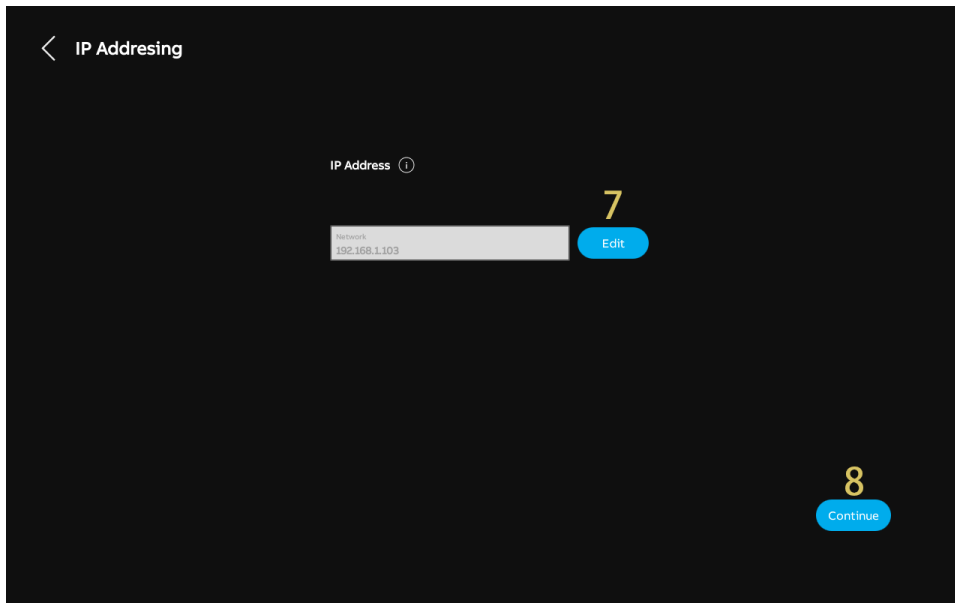 IP Addresing
IP Address i
7
Network
192.168.1.103
Edit
8
Continue